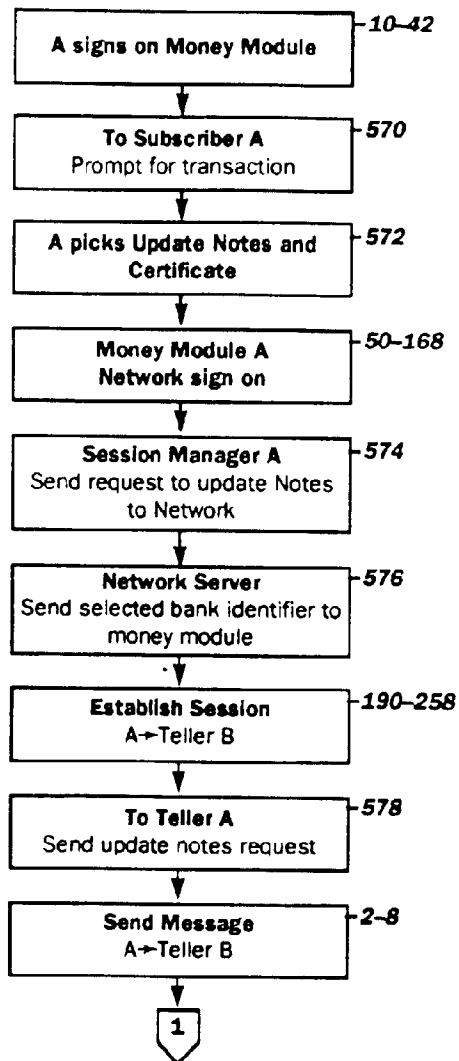 A signs on Money Module
10–42
To Subscriber A
Prompt for transaction
570
A picks Update Notes and
Certificate
572
Money Module A
Network sign on
50–168
Session Manager A
Send request to update Notes
to Network
574
Network Server
Send selected bank identifier to
money module
576
Establish Session
A→Teller B
190–258
To Teller A
Send update notes request
578
Send Message
A→Teller B
2–8
1